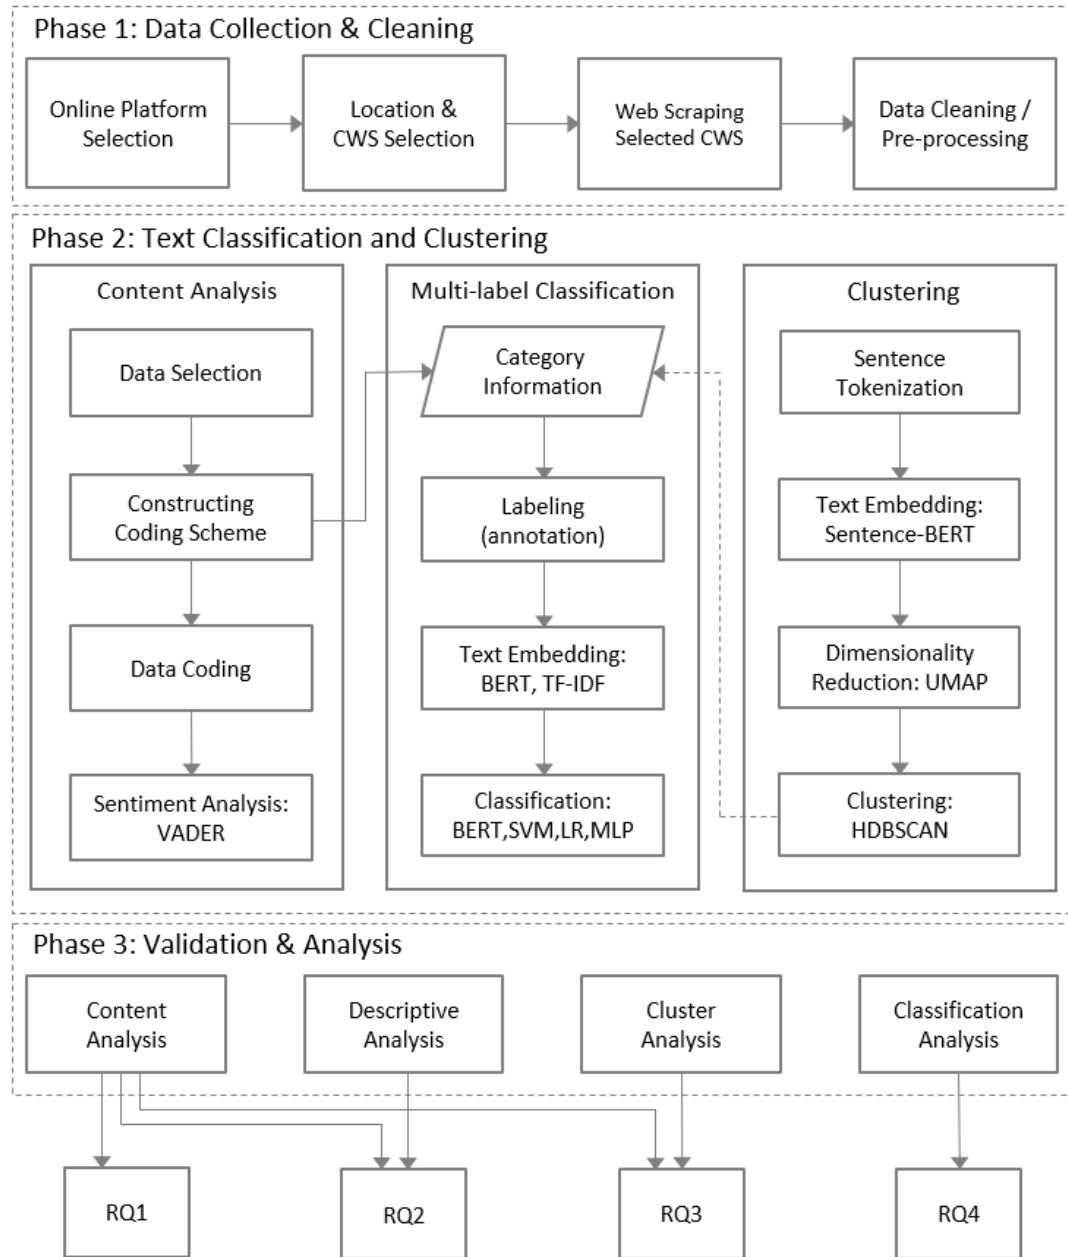 Phase 1: Data Collection & Cleaning
Online Platform
Selection
Location &
CWS Selection
Web Scraping
Selected CWS
Data Cleaning /
Pre-processing
Phase 2: Text Classification and Clustering
Content Analysis
Data Selection
Constructing
Coding Scheme
Data Coding
Sentiment Analysis:
VADER
Multi-label Classification
Category
Information
Labeling
(annotation)
Text Embedding:
BERT, TF-IDF
Classification:
BERT,SVM,LR,MLP
Clustering
Sentence
Tokenization
Text Embedding:
Sentence-BERT
Dimensionality
Reduction: UMAP
Clustering:
HDBSCAN
Phase 3: Validation & Analysis
Content
Analysis
Descriptive
Analysis
Cluster
Analysis
Classification
Analysis
RQ1
RQ2
RQ3
RQ4